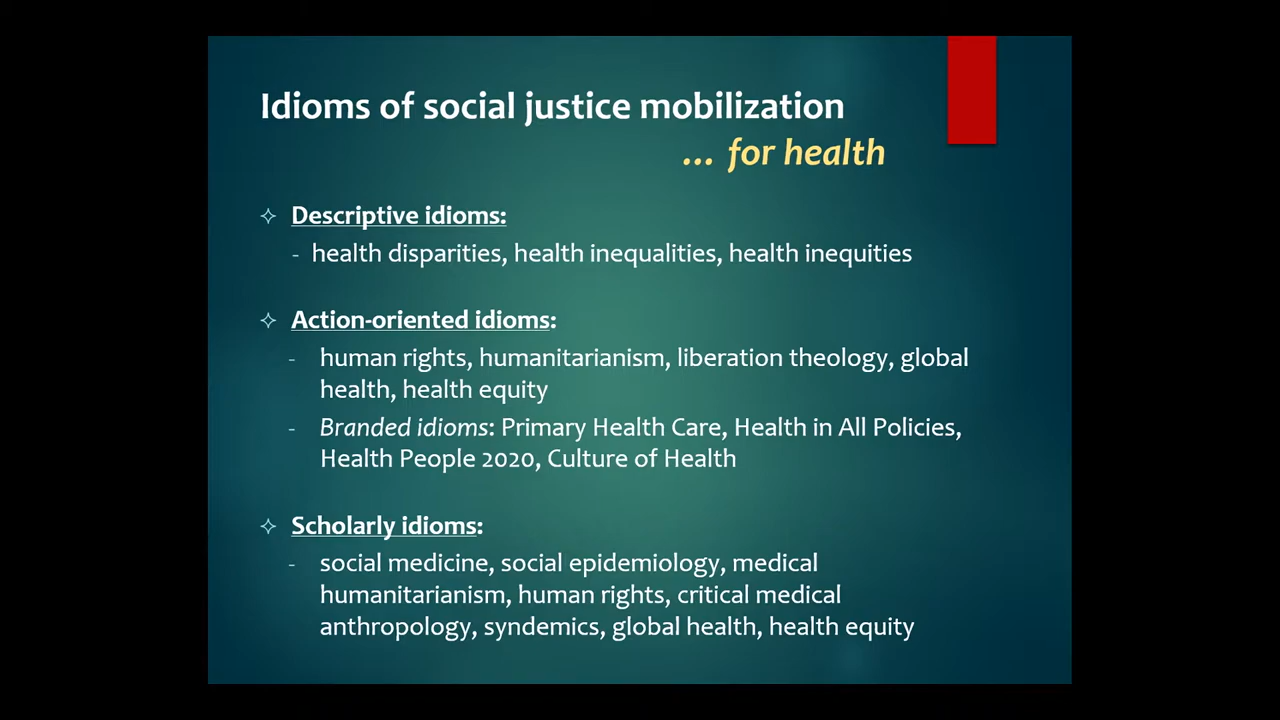 Idioms of social justice mobilization
... for health
Descriptive idioms:
- health disparities, health inequalities, health inequities
Action-oriented idioms:
- human rights, humanitarianism, liberation theology, global
health, health equity
- Branded idioms: Primary Health Care, Health in All Policies,
Health People 2020, Culture of Health
Scholarly idioms:
- social medicine, social epidemiology, medical
humanitarianism, human rights, critical medical
anthropology, syndemics, global health, health equity